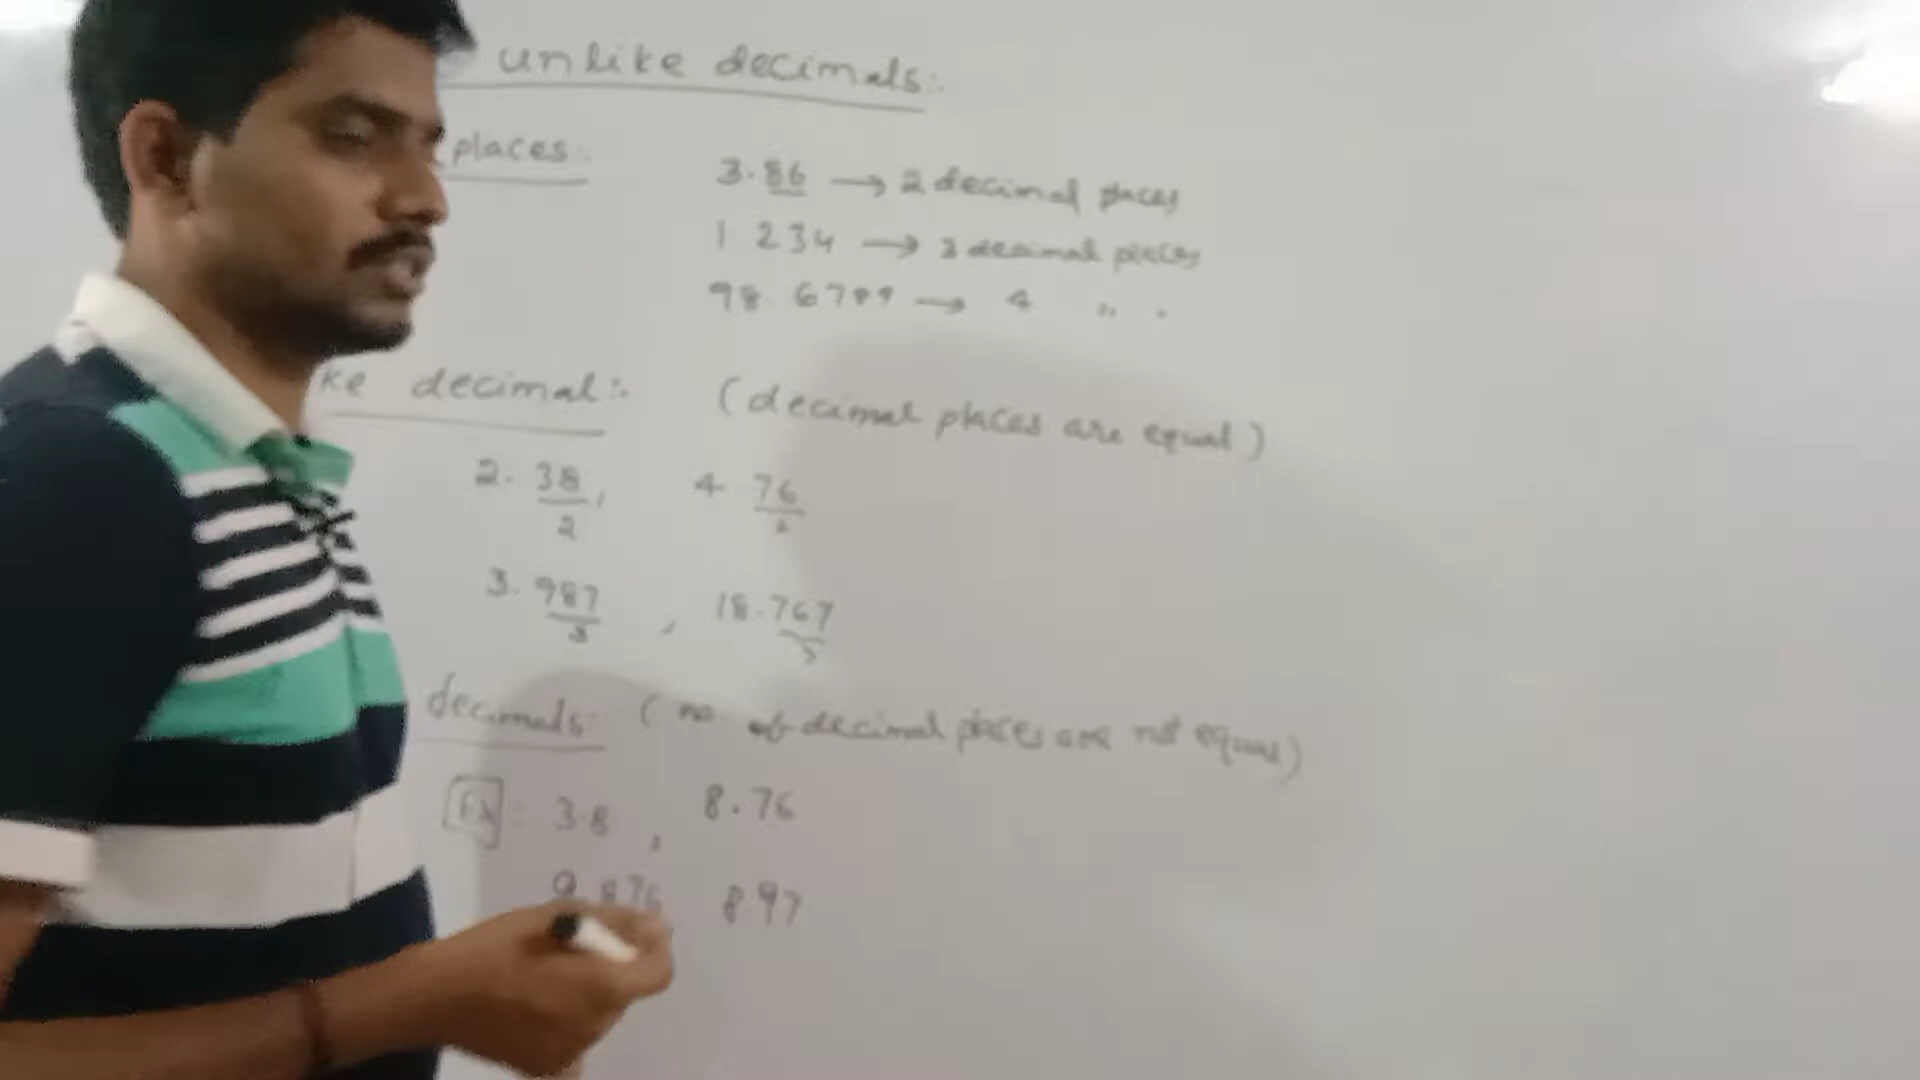 unlike decimals:
places:
3.86 → 2 decimal places
1 234 → 3 decimal places
98. 6789 → 4 " "
ke decimal: (decimal places are equal)
2. 38, 4 76
2 2
3. 987, 18.767
3 3
decimals: (no of decimal places are not equal)
Ex: 3.8, 8.76
9.876 8 97